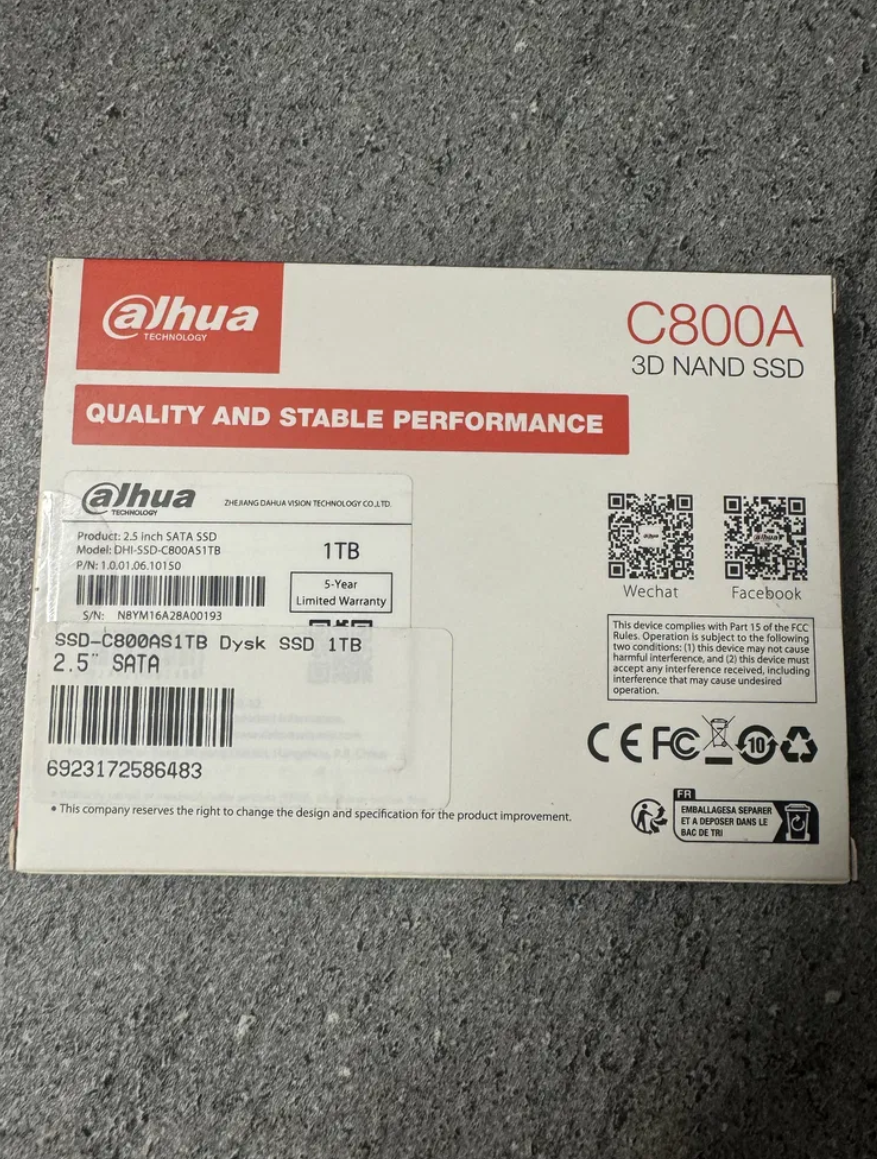 alhua
TECHNOLOGY
C800A
3D NAND SSD
QUALITY AND STABLE PERFORMANCE
alhua
TECHNOLOGY
ZHEJIANG DAHUA VISION TECHNOLOGY CO.,LTD.
Product: 2.5 inch SATA SSD
Model: DHI-SSD-C800AS1TB
P/N: 1.0.01.06.10150
1TB
5-Year
Limited Warranty
S/N: N8YM16A28A00193
SSD-C800AS1TB Dysk SSD 1TB
2.5" SATA
6923172586483
• This company reserves the right to change the design and specification for the product improvement.
Wechat
Facebook
This device complies with Part 15 of the FCC
Rules. Operation is subject to the following
two conditions: (1) this device may not cause
harmful interference, and (2) this device must
accept any interference received, including
interference that may cause undesired
operation.
CE FC 10
FR
EMBALLAGESA SEPARER
ET A DEPOSER DANS LE
BAC DE TRI